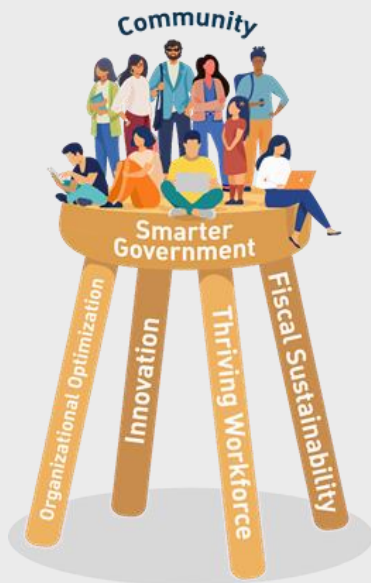 Community
Smarter
Government
Organizational Optimization
Innovation
Thriving Workforce
Fiscal Sustainability